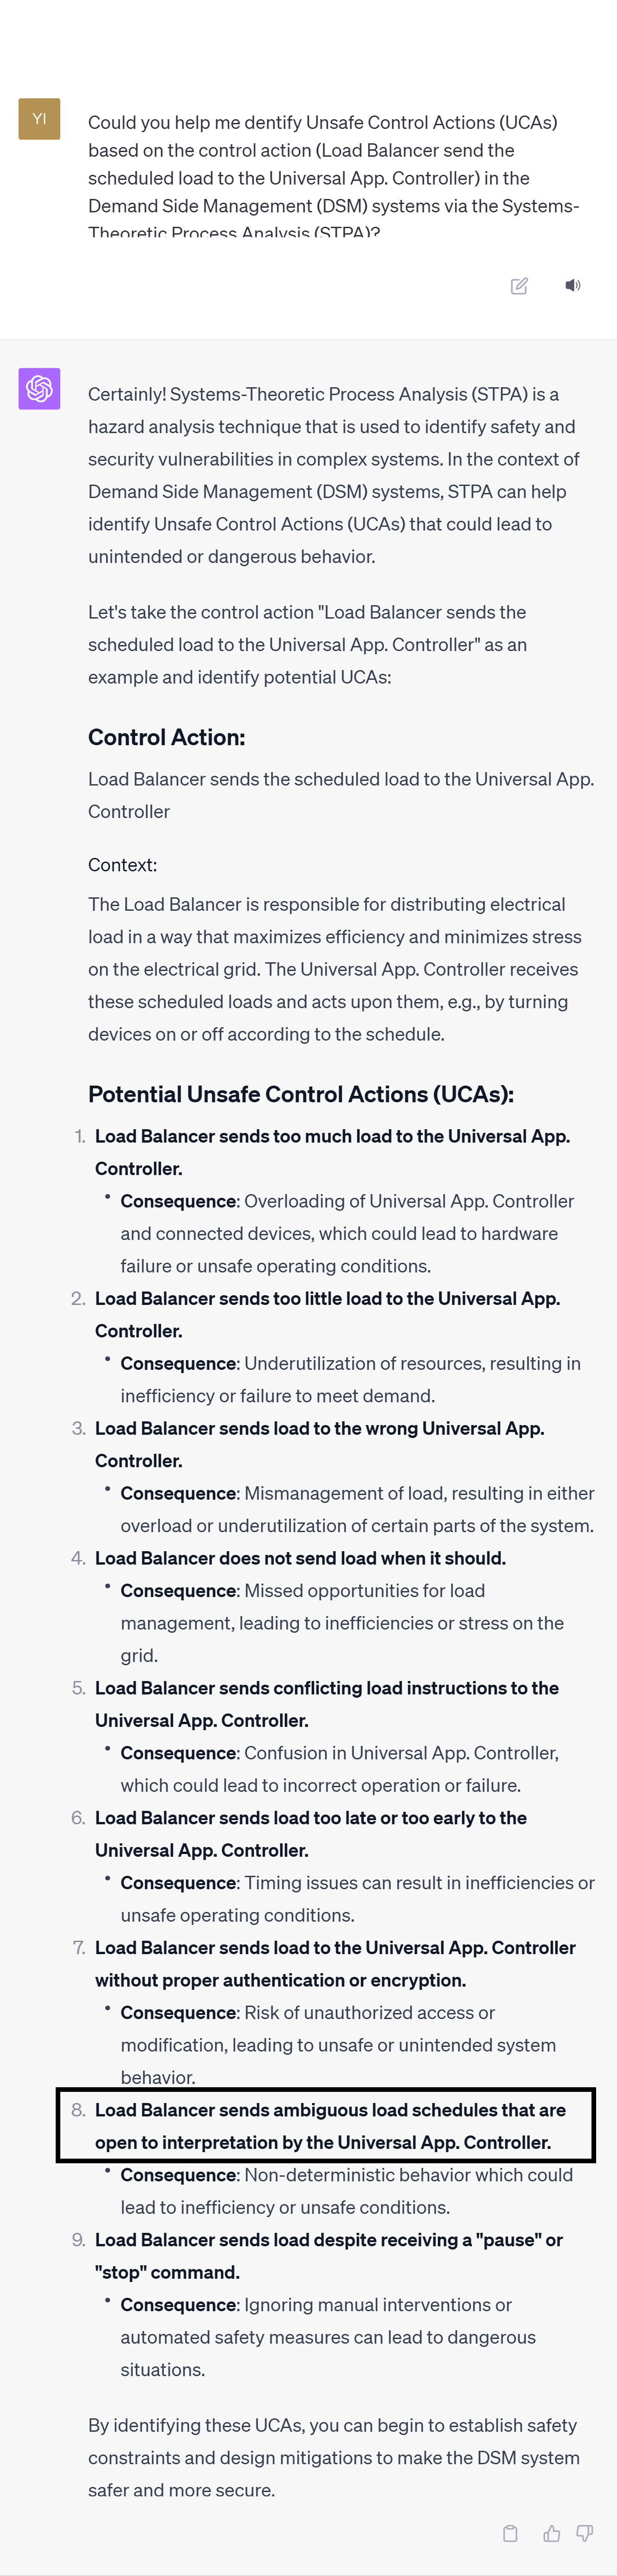 YI
Could you help me dentify Unsafe Control Actions (UCAs)
based on the control action (Load Balancer send the
scheduled load to the Universal App. Controller) in the
Demand Side Management (DSM) systems via the Systems-
Theoretic Process Analysis (STPA)?
Certainly! Systems-Theoretic Process Analysis (STPA) is a
hazard analysis technique that is used to identify safety and
security vulnerabilities in complex systems. In the context of
Demand Side Management (DSM) systems, STPA can help
identify Unsafe Control Actions (UCAs) that could lead to
unintended or dangerous behavior.
Let's take the control action "Load Balancer sends the
scheduled load to the Universal App. Controller" as an
example and identify potential UCAs:
Control Action:
Load Balancer sends the scheduled load to the Universal App.
Controller
Context:
The Load Balancer is responsible for distributing electrical
load in a way that maximizes efficiency and minimizes stress
on the electrical grid. The Universal App. Controller receives
these scheduled loads and acts upon them, e.g., by turning
devices on or off according to the schedule.
Potential Unsafe Control Actions (UCAs):
1. Load Balancer sends too much load to the Universal App.
Controller.
• Consequence: Overloading of Universal App. Controller
and connected devices, which could lead to hardware
failure or unsafe operating conditions.
2. Load Balancer sends too little load to the Universal App.
Controller.
• Consequence: Underutilization of resources, resulting in
inefficiency or failure to meet demand.
3. Load Balancer sends load to the wrong Universal App.
Controller.
• Consequence: Mismanagement of load, resulting in either
overload or underutilization of certain parts of the system.
4. Load Balancer does not send load when it should.
• Consequence: Missed opportunities for load
management, leading to inefficiencies or stress on the
grid.
5. Load Balancer sends conflicting load instructions to the
Universal App. Controller.
• Consequence: Confusion in Universal App. Controller,
which could lead to incorrect operation or failure.
6. Load Balancer sends load too late or too early to the
Universal App. Controller.
• Consequence: Timing issues can result in inefficiencies or
unsafe operating conditions.
7. Load Balancer sends load to the Universal App. Controller
without proper authentication or encryption.
• Consequence: Risk of unauthorized access or
modification, leading to unsafe or unintended system
behavior.
8. Load Balancer sends ambiguous load schedules that are
open to interpretation by the Universal App. Controller.
• Consequence: Non-deterministic behavior which could
lead to inefficiency or unsafe conditions.
9. Load Balancer sends load despite receiving a "pause" or
"stop" command.
• Consequence: Ignoring manual interventions or
automated safety measures can lead to dangerous
situations.
By identifying these UCAs, you can begin to establish safety
constraints and design mitigations to make the DSM system
safer and more secure.